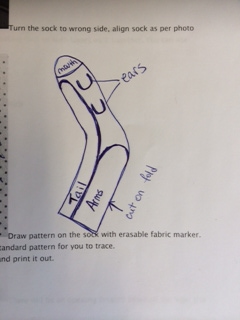 Turn the sock to wrong side, align sock as per photo
mouth
ears
Tail
Arms
cut on fold
Draw pattern on the sock with erasable fabric marker.
tandard pattern for you to trace.
nd print it out.